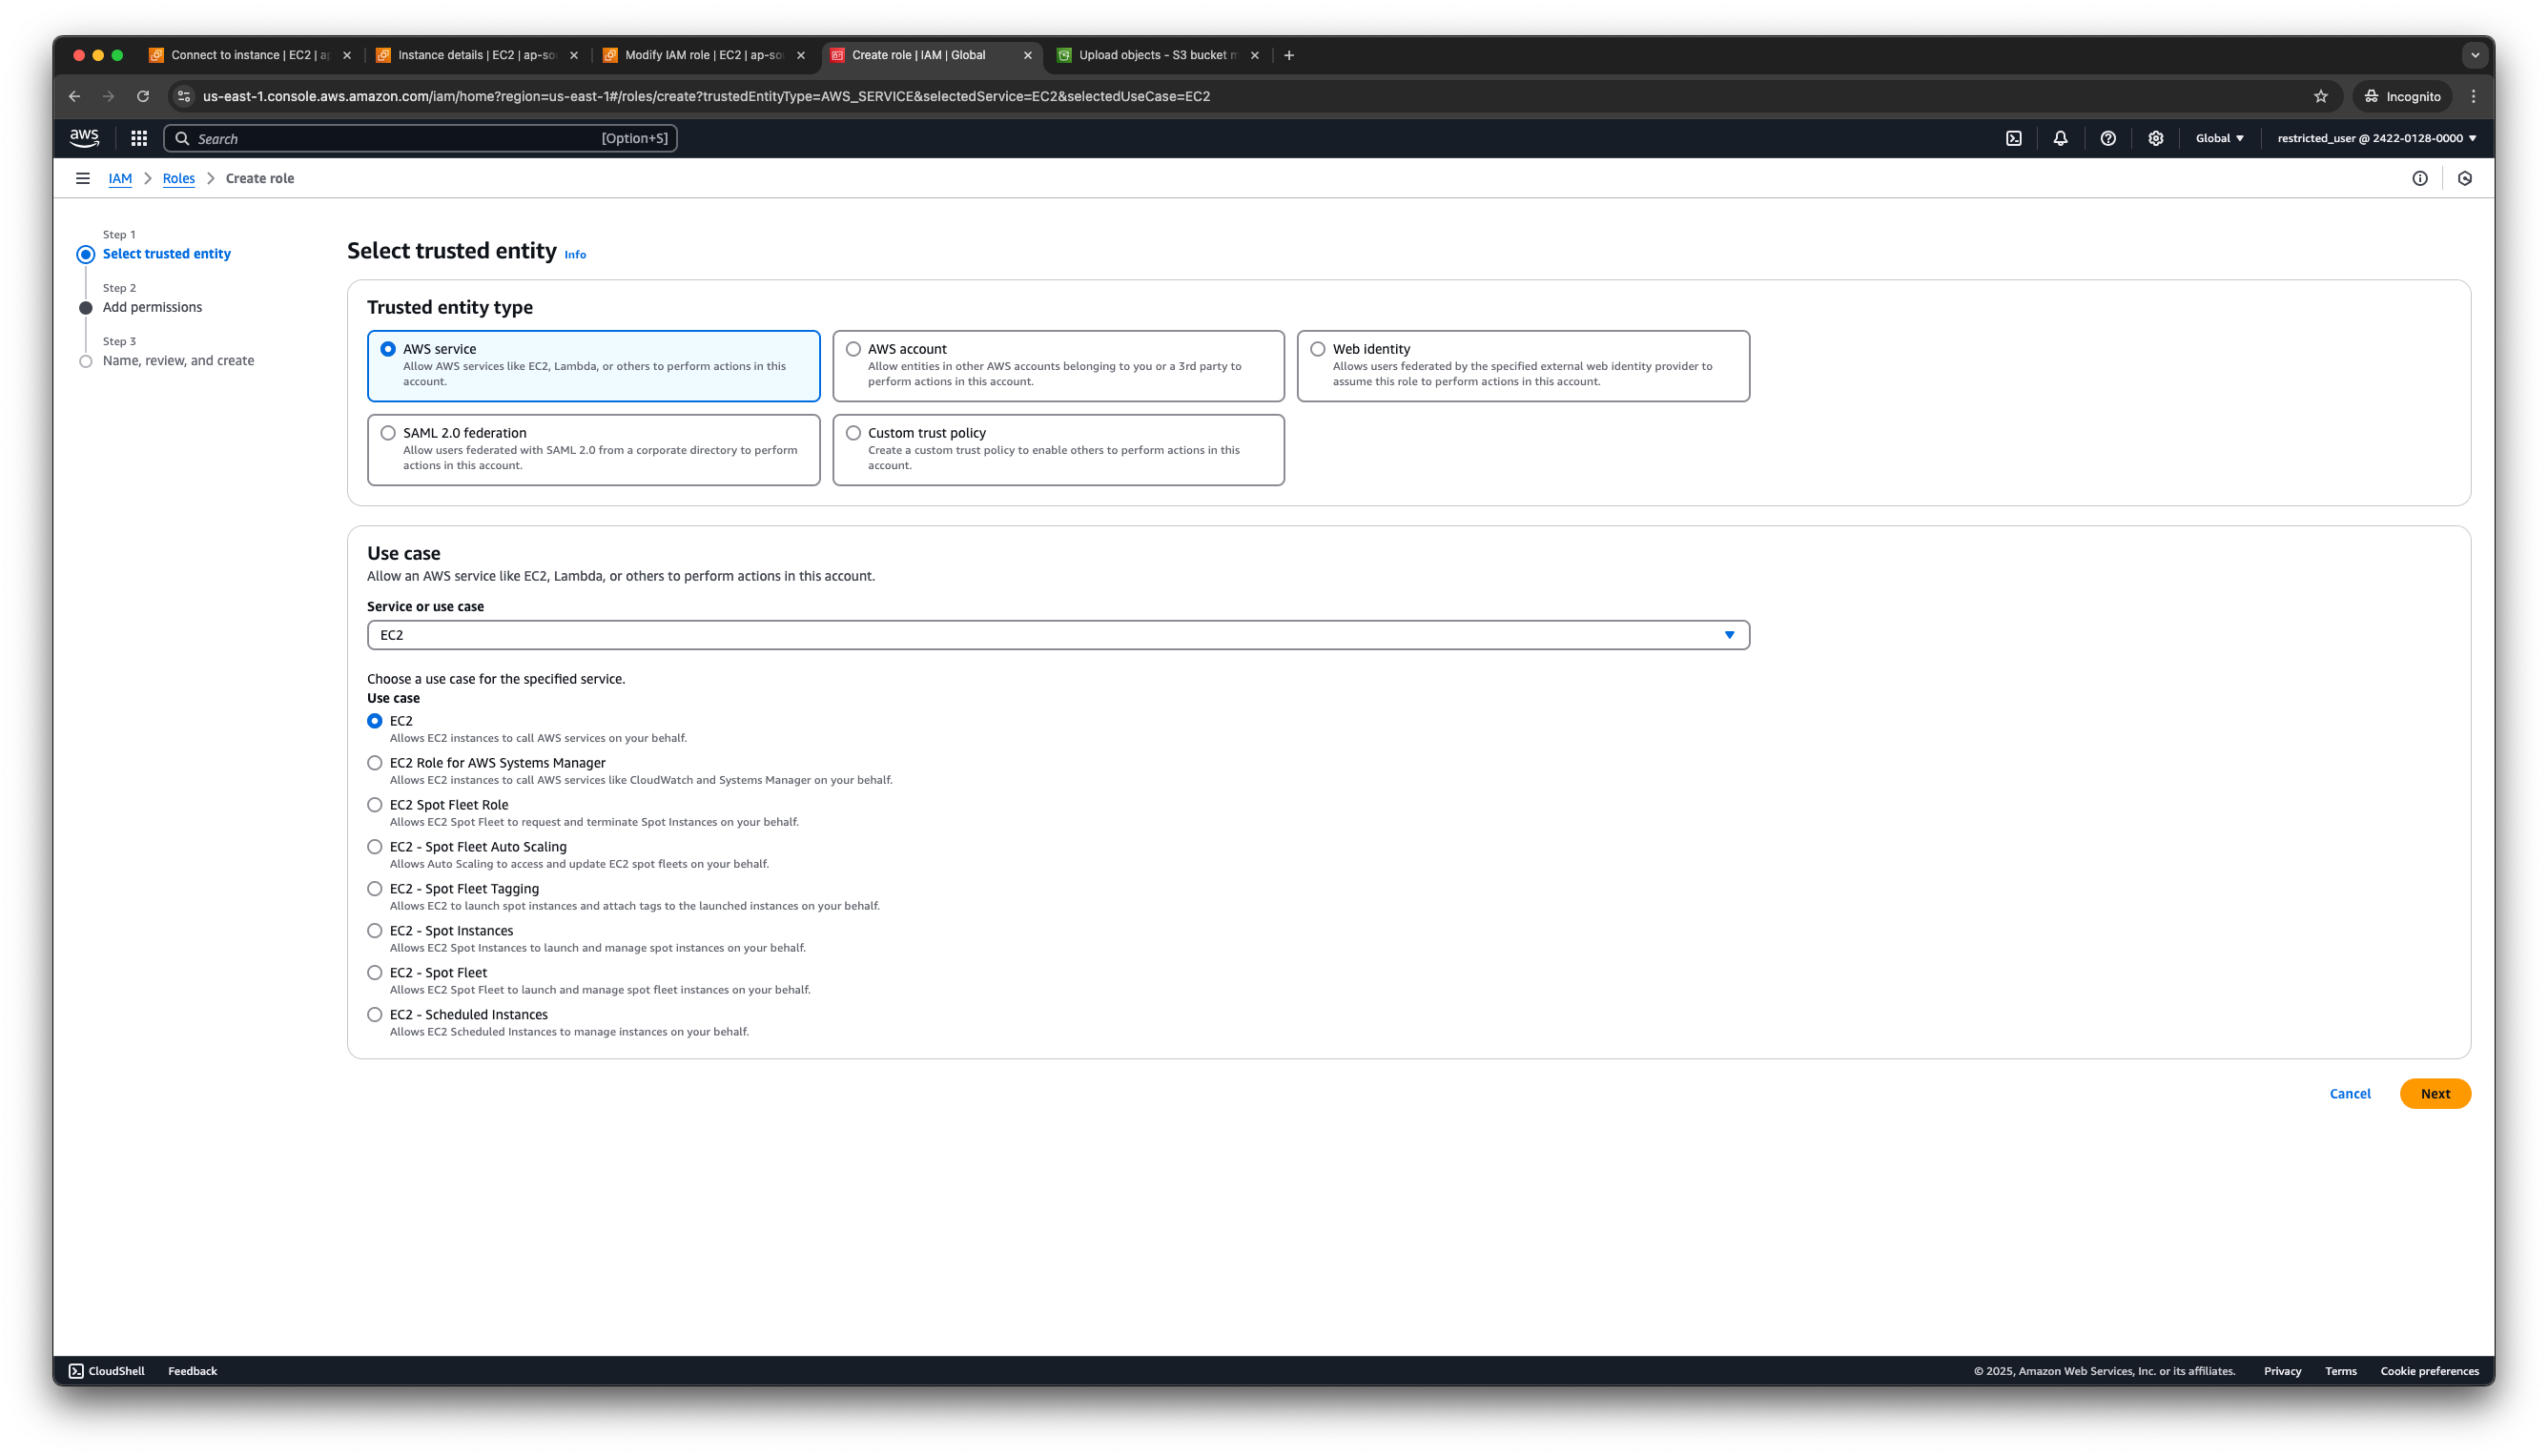 Connect to instance | EC2 | ap
Instance details | EC2 | ap-so
Modify IAM role | EC2 | ap-so
Create role | IAM | Global
Upload objects - S3 bucket m
us-east-1.console.aws.amazon.com/iam/home?region=us-east-1#/roles/create?trustedEntityType=AWS_SERVICE&selectedService=EC2&selectedUseCase=EC2
Incognito
aws
Search
[Option+S]
Global
restricted_user @ 2422-0128-0000
IAM
Roles
Create role
Step 1
Select trusted entity
Step 2
Add permissions
Step 3
Name, review, and create
Select trusted entity Info
Trusted entity type
AWS service
Allow AWS services like EC2, Lambda, or others to perform actions in this
account.
AWS account
Allow entities in other AWS accounts belonging to you or a 3rd party to
perform actions in this account.
Web identity
Allows users federated by the specified external web identity provider to
assume this role to perform actions in this account.
SAML 2.0 federation
Allow users federated with SAML 2.0 from a corporate directory to perform
actions in this account.
Custom trust policy
Create a custom trust policy to enable others to perform actions in this
account.
Use case
Allow an AWS service like EC2, Lambda, or others to perform actions in this account.
Service or use case
EC2
Choose a use case for the specified service.
Use case
EC2
Allows EC2 instances to call AWS services on your behalf.
EC2 Role for AWS Systems Manager
Allows EC2 instances to call AWS services like CloudWatch and Systems Manager on your behalf.
EC2 Spot Fleet Role
Allows EC2 Spot Fleet to request and terminate Spot Instances on your behalf.
EC2 - Spot Fleet Auto Scaling
Allows Auto Scaling to access and update EC2 spot fleets on your behalf.
EC2 - Spot Fleet Tagging
Allows EC2 to launch spot instances and attach tags to the launched instances on your behalf.
EC2 - Spot Instances
Allows EC2 Spot Instances to launch and manage spot instances on your behalf.
EC2 - Spot Fleet
Allows EC2 Spot Fleet to launch and manage spot fleet instances on your behalf.
EC2 - Scheduled Instances
Allows EC2 Scheduled Instances to manage instances on your behalf.
Cancel
Next
CloudShell
Feedback
© 2025, Amazon Web Services, Inc. or its affiliates.
Privacy
Terms
Cookie preferences